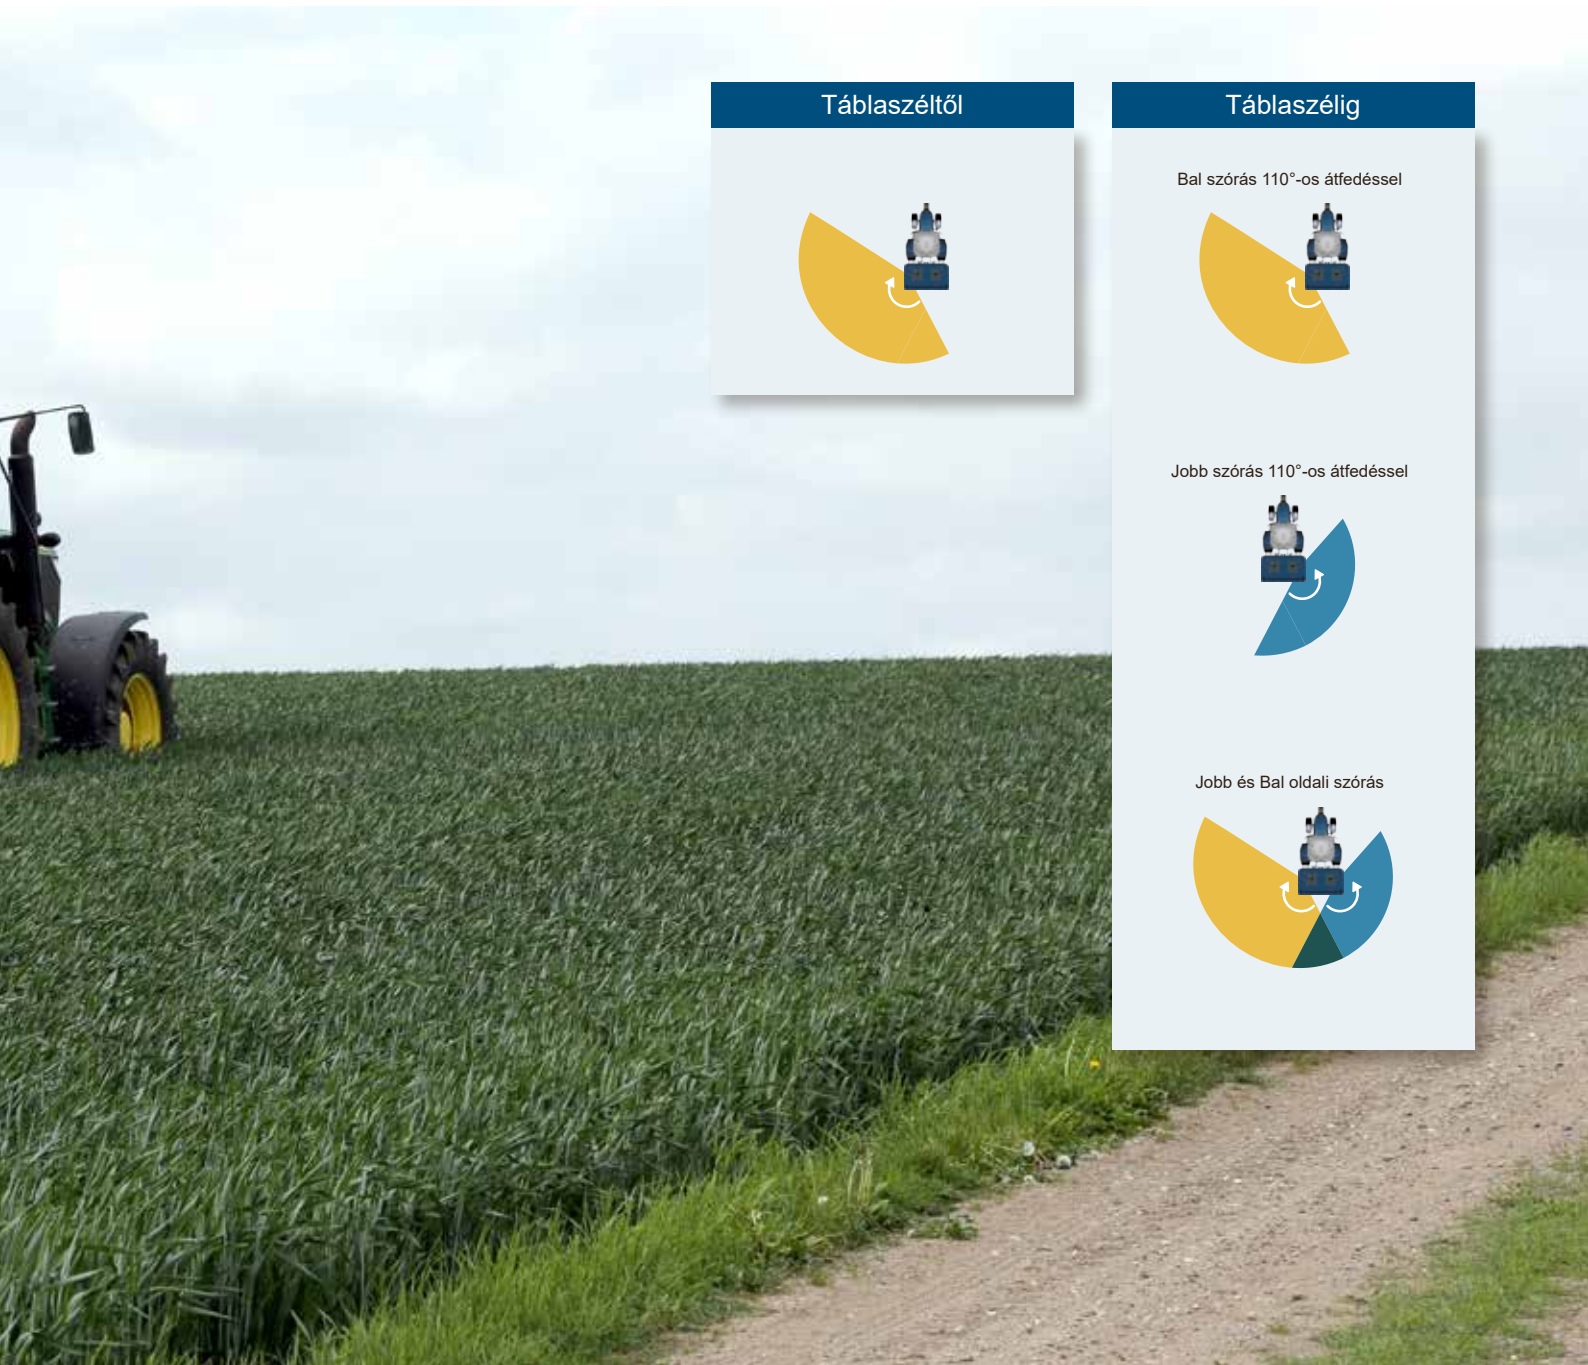 Táblaszéltől
Táblaszélig
Bal szórás 110°-os átfedéssel
Jobb szórás 110°-os átfedéssel
Jobb és Bal oldali szórás